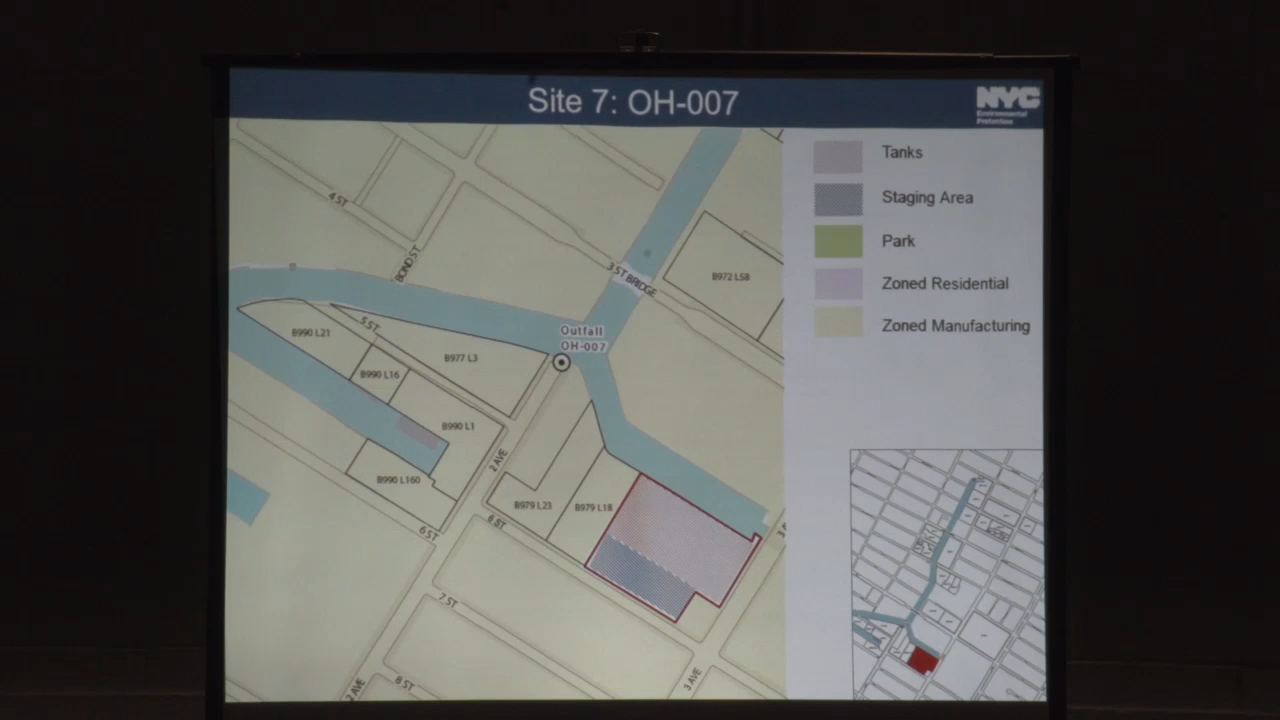 Site 7: OH-007
NYC
Environmental
Protection
Tanks
Staging Area
Park
Zoned Residential
Zoned Manufacturing
4 ST
BOND ST
3 ST BRIDGE
B972 L58
Outfall
OH-007
B990 L21
5 ST
B977 L3
B990 L16
B990 L1
2 AVE
B990 L160
B979 L23
B979 L18
6 ST
6 ST
7 ST
8 ST
2 AVE
3 AVE